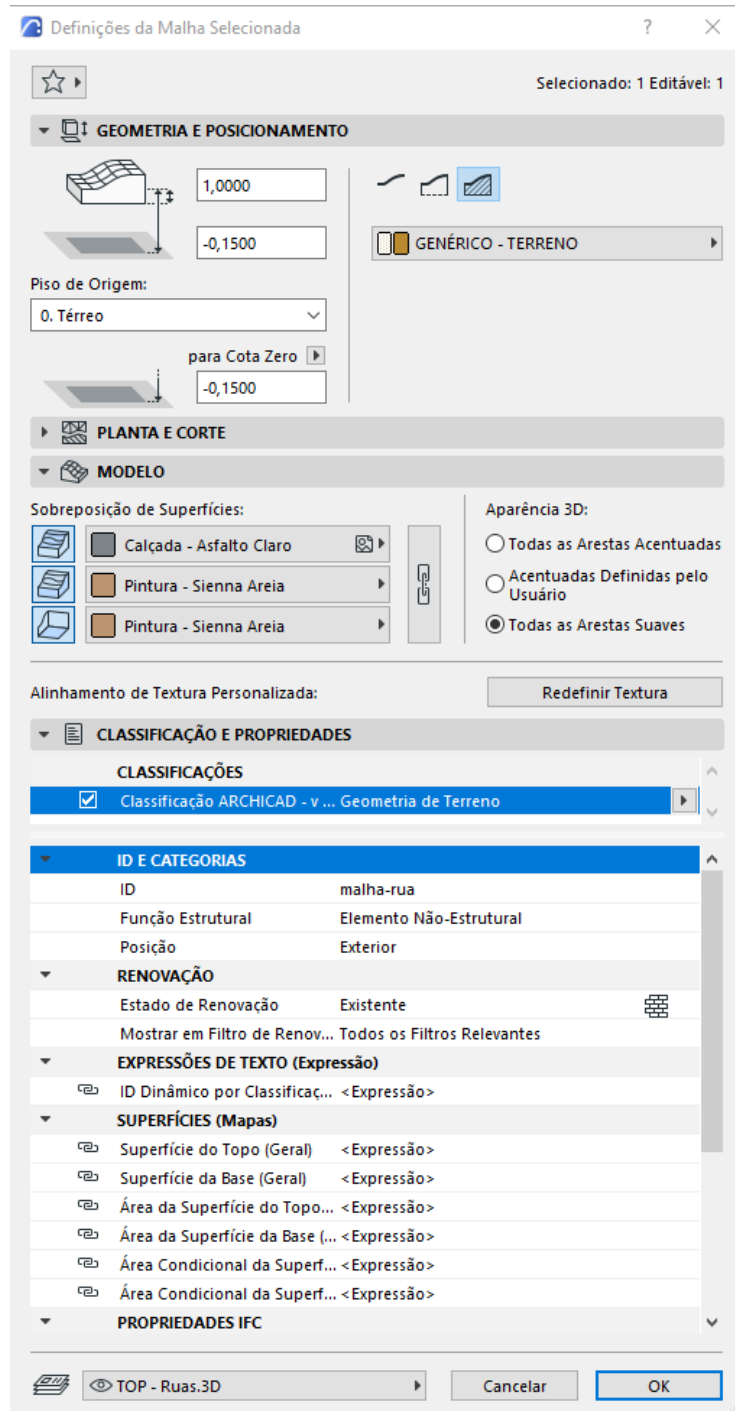 Definições da Malha Selecionada
Selecionado: 1 Editável: 1
GEOMETRIA E POSICIONAMENTO
1,0000
-0,1500
GENÉRICO - TERRENO
Piso de Origem:
0. Térreo
para Cota Zero
-0,1500
PLANTA E CORTE
MODELO
Sobreposição de Superfícies:
Calçada - Asfalto Claro
Pintura - Sienna Areia
Pintura - Sienna Areia
Aparência 3D:
Todas as Arestas Acentuadas
Acentuadas Definidas pelo
Usuário
Todas as Arestas Suaves
Alinhamento de Textura Personalizada:
Redefinir Textura
CLASSIFICAÇÃO E PROPRIEDADES
CLASSIFICAÇÕES
Classificação ARCHICAD - v ... Geometria de Terreno
ID E CATEGORIAS
ID malha-rua
Função Estrutural Elemento Não-Estrutural
Posição Exterior
RENOVAÇÃO
Estado de Renovação Existente
Mostrar em Filtro de Renov... Todos os Filtros Relevantes
EXPRESSÕES DE TEXTO (Expressão)
ID Dinâmico por Classificaç... <Expressão>
SUPERFÍCIES (Mapas)
Superfície do Topo (Geral) <Expressão>
Superfície da Base (Geral) <Expressão>
Área da Superfície do Topo... <Expressão>
Área da Superfície da Base (... <Expressão>
Área Condicional da Superf... <Expressão>
Área Condicional da Superf... <Expressão>
PROPRIEDADES IFC
TOP - Ruas.3D
Cancelar
OK